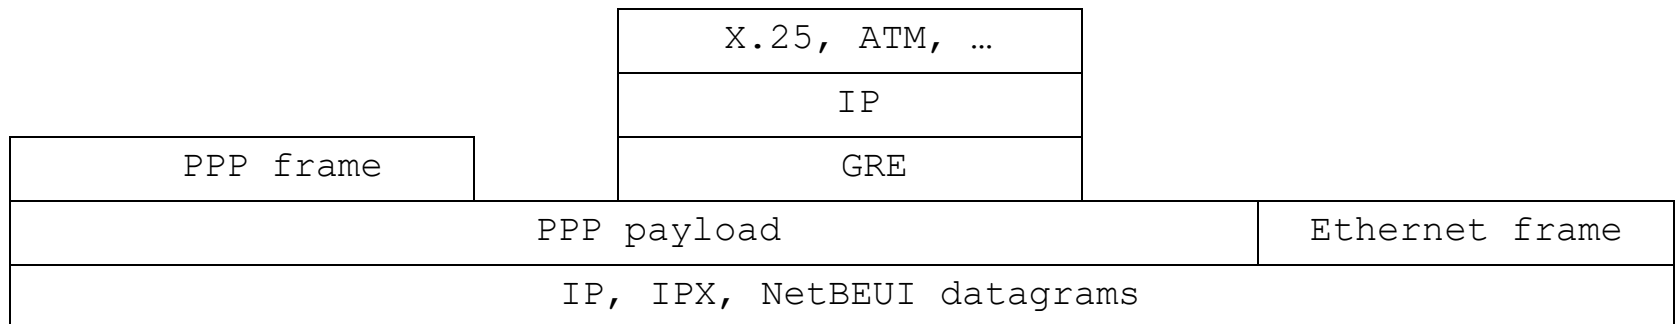 X.25, ATM, …
IP
PPP frame GRE
PPP payload Ethernet frame
IP, IPX, NetBEUI datagrams